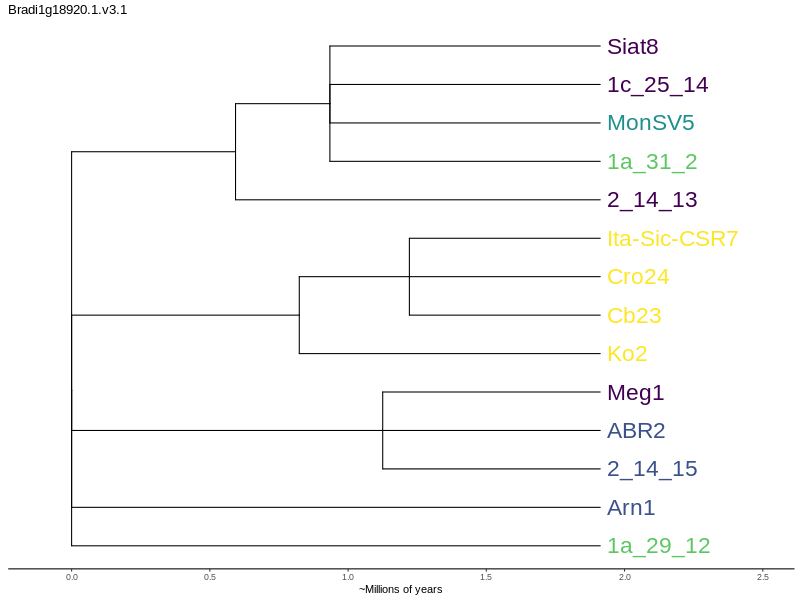 Bradi1g18920.1.v3.1
Siat8
1c_25_14
MonSV5
1a_31_2
2_14_13
Ita-Sic-CSR7
Cro24
Cb23
Ko2
Meg1
ABR2
2_14_15
Arn1
1a_29_12
0.0 0.5 1.0 1.5 2.0 2.5
~Millions of years